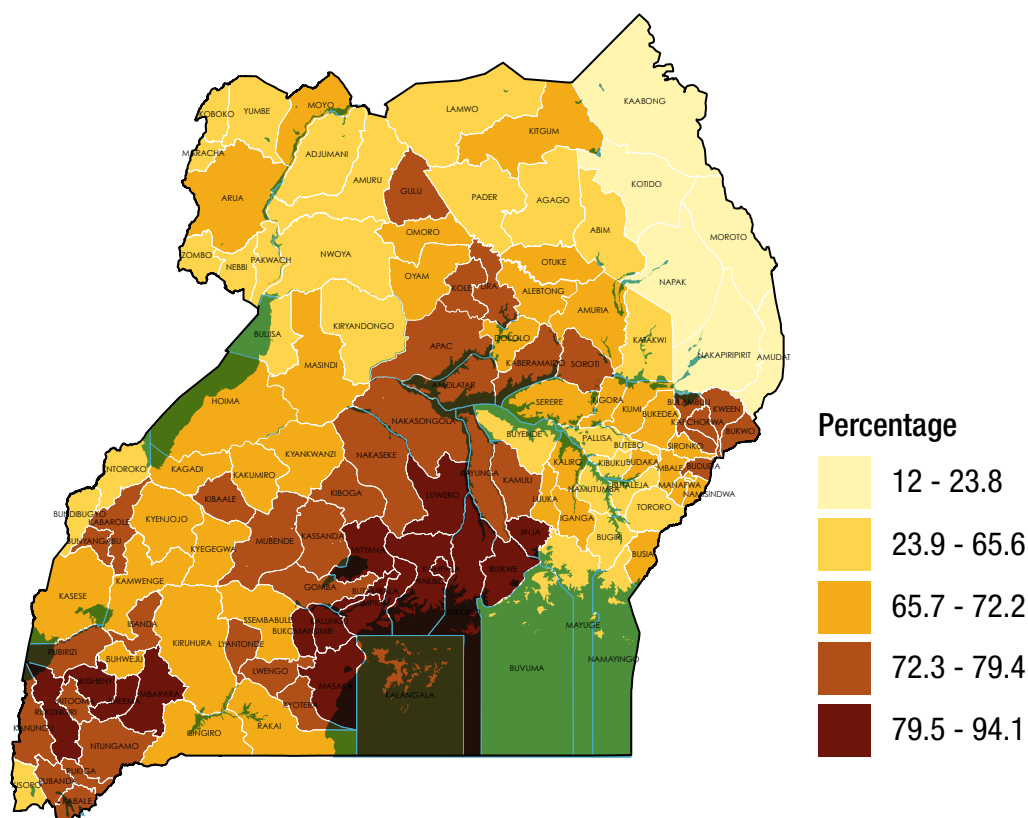 KAABONG
MOYO
LAMWO
YUMBE
KOBOKO
KITGUM
MARACHA
ADJUMANI
AMURU
KOTIDO
GULU
ARUA
PADER
AGAGO
ABIM
OMORO
MOROTO
ZOMBO
NEBBI
PAKWACH
NWOYA
OTUKE
OYAM
NAPAK
KOLE
ALEBTONG
AMURIA
KIRYANDONGO
BULIISA
DOKOLO
APAC
NAKAPIRIPIRIT
AMUDAT
MASINDI
KABERAMAIDO
SOROTI
AMOLATAR
HOIMA
SERERE
NGORA
KUMI
BULAMBULI
KWEEN
BUKEDEA
KAPCHORWA
BUKWO
NAKASONGOLA
BUYENDE
PALLISA
BUTEBO
SIRONKO
KYANKWANZI
NAKASEKE
NTOROKO
KAGADI
KAKUMIRO
KAYUNGA
KAMULI
KALIRO
KIBUKU
BUDAKA
MBALE
BUDUDA
MANAFWA
NAMISINDWA
KIBOGA
LUWERO
LUUKA
NAMUTUMBA
BUTALEJA
TORORO
KIBAALE
BUNDIBUGYO
KABAROLE
KYENJOJO
IGANGA
BUGIRI
BUNYANGABU
KYEGEGWA
MUBENDE
KASSANDA
MITYANA
JINJA
BUSIA
KAMPALA
BUIKWE
KASESE
KAMWENGE
GOMBA
MAYUGE
IBANDA
SSEMBABULE
KALUNGU
RUBIRIZI
KIRUHURA
LYANTONDE
BUHWEJU
BUVUMA
NAMAYINGO
LWENGO
MASAKA
KALANGALA
MBARARA
RUKUNGIRI
KYOTERA
KANUNGU
NTUNGAMO
ISINGIRO
RAKAI
KABALE
Percentage
12 - 23.8
23.9 - 65.6
65.7 - 72.2
72.3 - 79.4
79.5 - 94.1